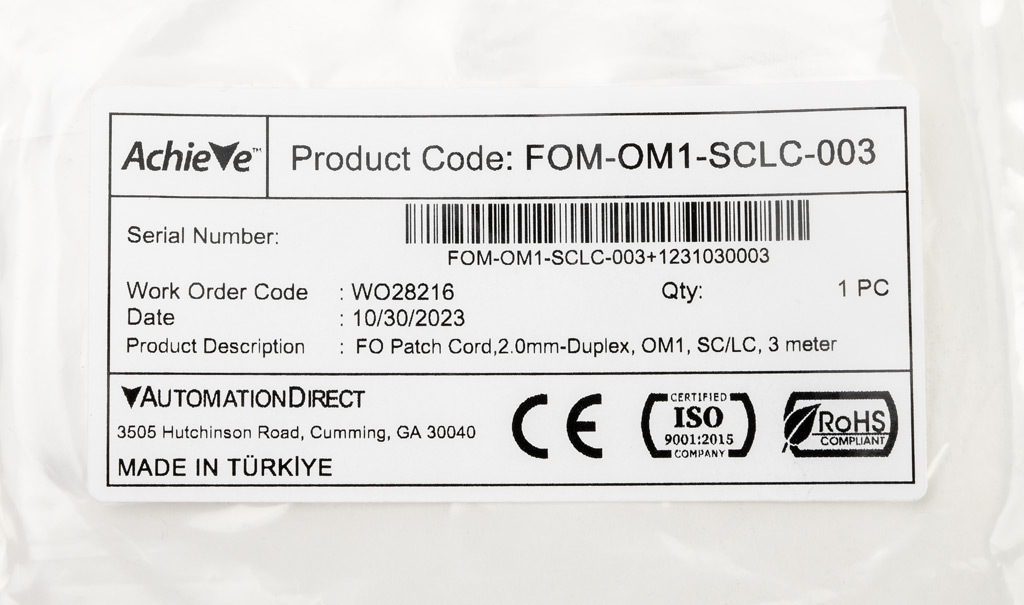 Achieve™
Product Code: FOM-OM1-SCLC-003
Serial Number:
FOM-OM1-SCLC-003+1231030003
Work Order Code : WO28216 Qty: 1 PC
Date : 10/30/2023
Product Description : FO Patch Cord,2.0mm-Duplex, OM1, SC/LC, 3 meter
AUTOMATIONDIRECT
3505 Hutchinson Road, Cumming, GA 30040
MADE IN TÜRKİYE
CE
CERTIFIED
ISO
9001:2015
COMPANY
RoHS
COMPLIANT